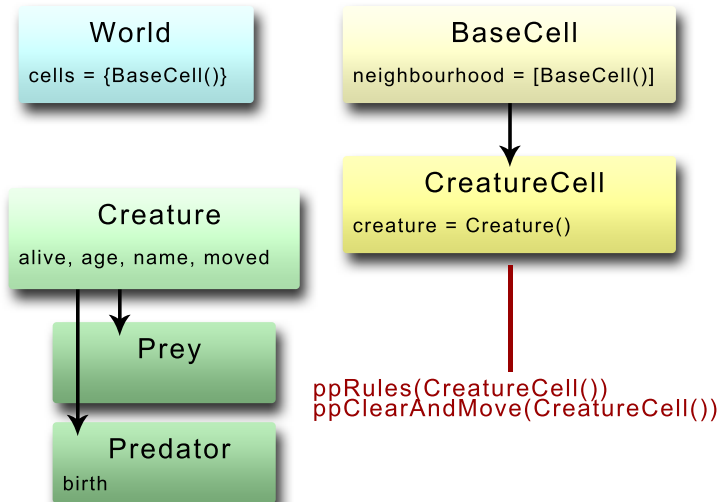 World
cells = {BaseCell()}
BaseCell
neighbourhood = [BaseCell()]
CreatureCell
creature = Creature()
Creature
alive, age, name, moved
Prey
Predator
birth
ppRules(CreatureCell())
ppClearAndMove(CreatureCell())